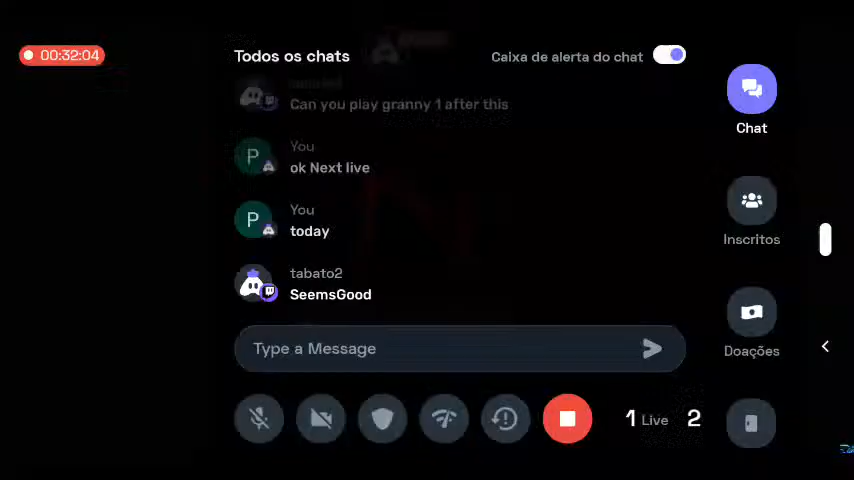 00:32:04
Todos os chats
Caixa de alerta do chat
Can you play granny 1 after this
Chat
P
You
ok Next live
P
You
today
Inscritos
tabato2
SeemsGood
Type a Message
Doações
1 Live 2